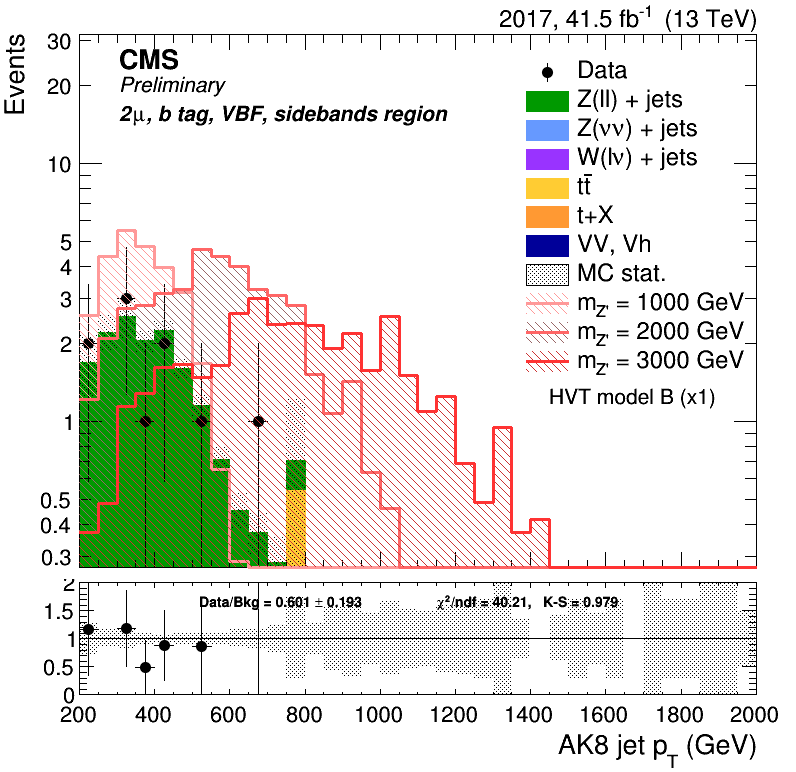 2017, 41.5 fb⁻¹ (13 TeV)
Events
CMS
Preliminary
2μ, b tag, VBF, sidebands region
Data
Z(ll) + jets
Z(νν) + jets
W(lν) + jets
tt̄
t+X
VV, Vh
MC stat.
m_Z' = 1000 GeV
m_Z' = 2000 GeV
m_Z' = 3000 GeV
HVT model B (x1)
20
10
5
4
3
2
1
0.5
0.4
0.3
Data/Bkg = 0.601 ± 0.193 χ²/ndf = 40.21, K-S = 0.979
2
1.5
1
0.5
0
200 400 600 800 1000 1200 1400 1600 1800 2000
AK8 jet p_T (GeV)